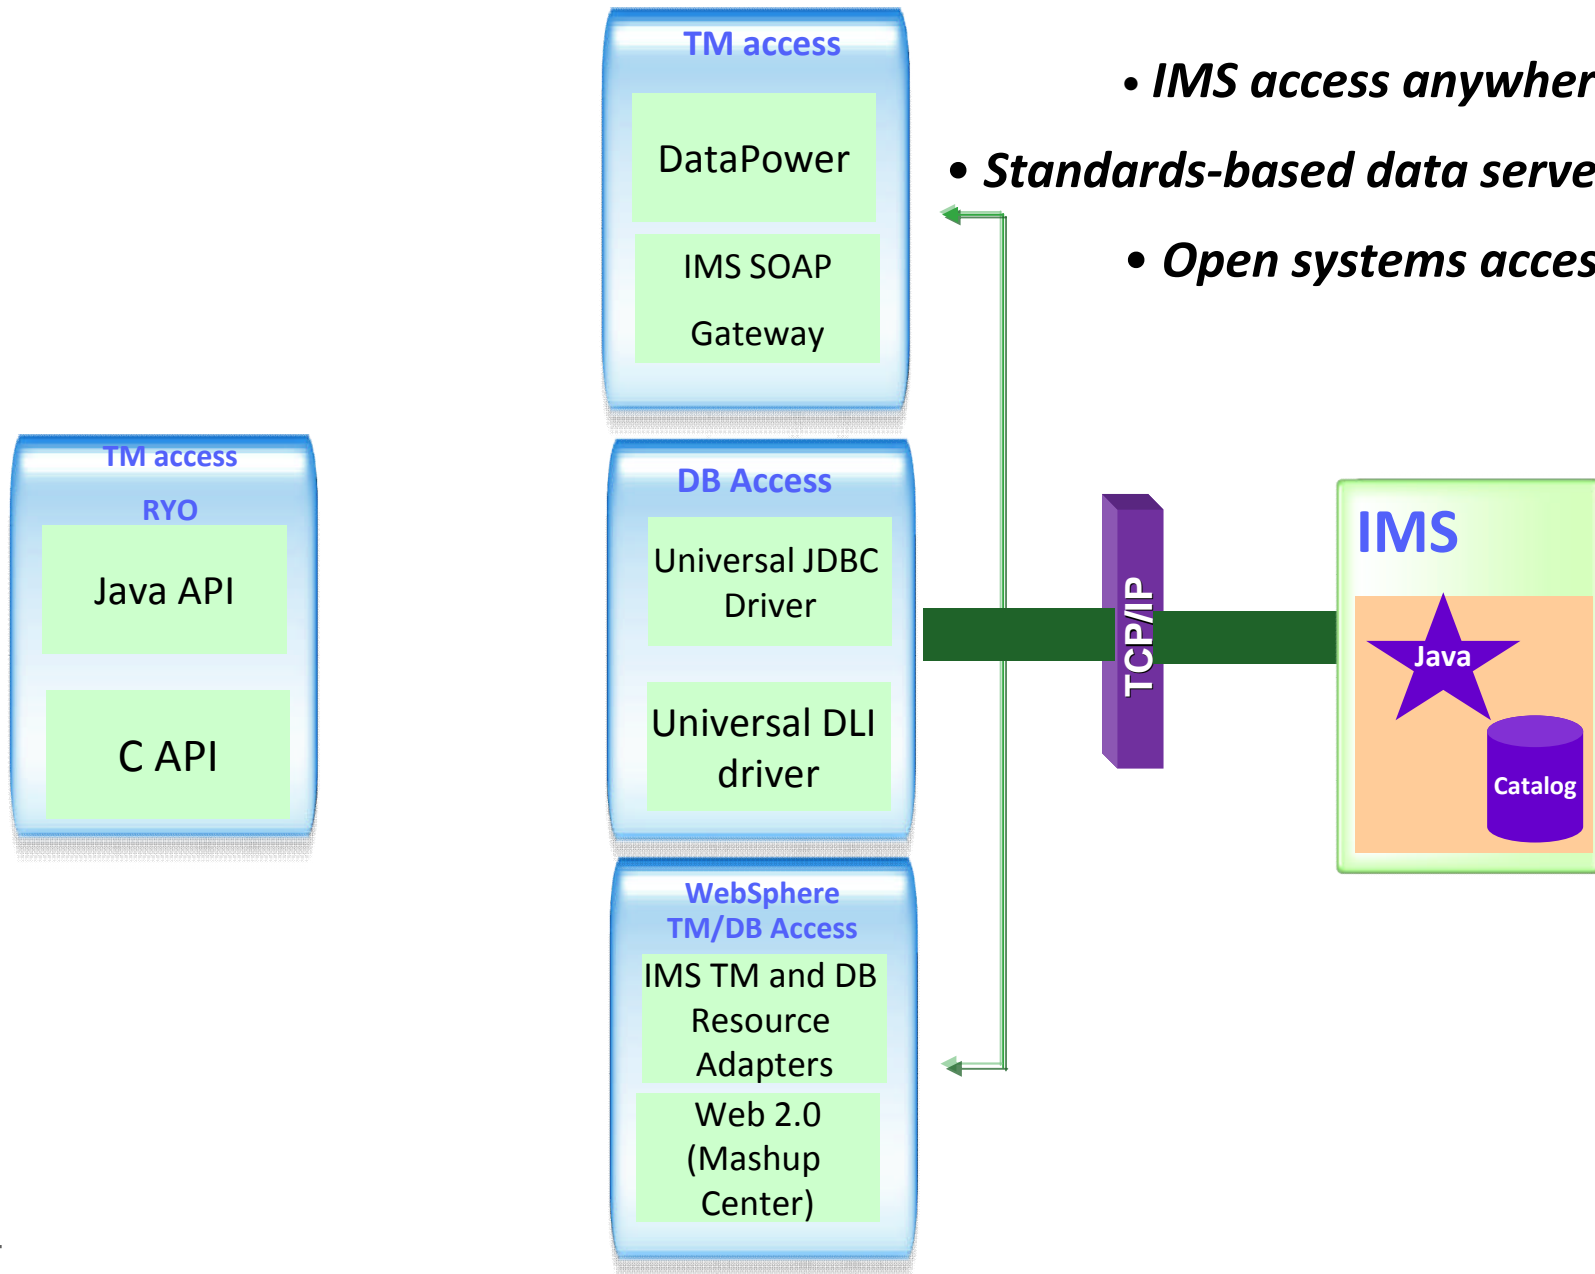 TM access
DataPower
IMS SOAP
Gateway
• IMS access anywher
• Standards-based data serve
• Open systems acces
TM access
RYO
Java API
C API
DB Access
Universal JDBC
Driver
Universal DLI
driver
TCP/IP
IMS
Java
Catalog
WebSphere
TM/DB Access
IMS TM and DB
Resource
Adapters
Web 2.0
(Mashup
Center)